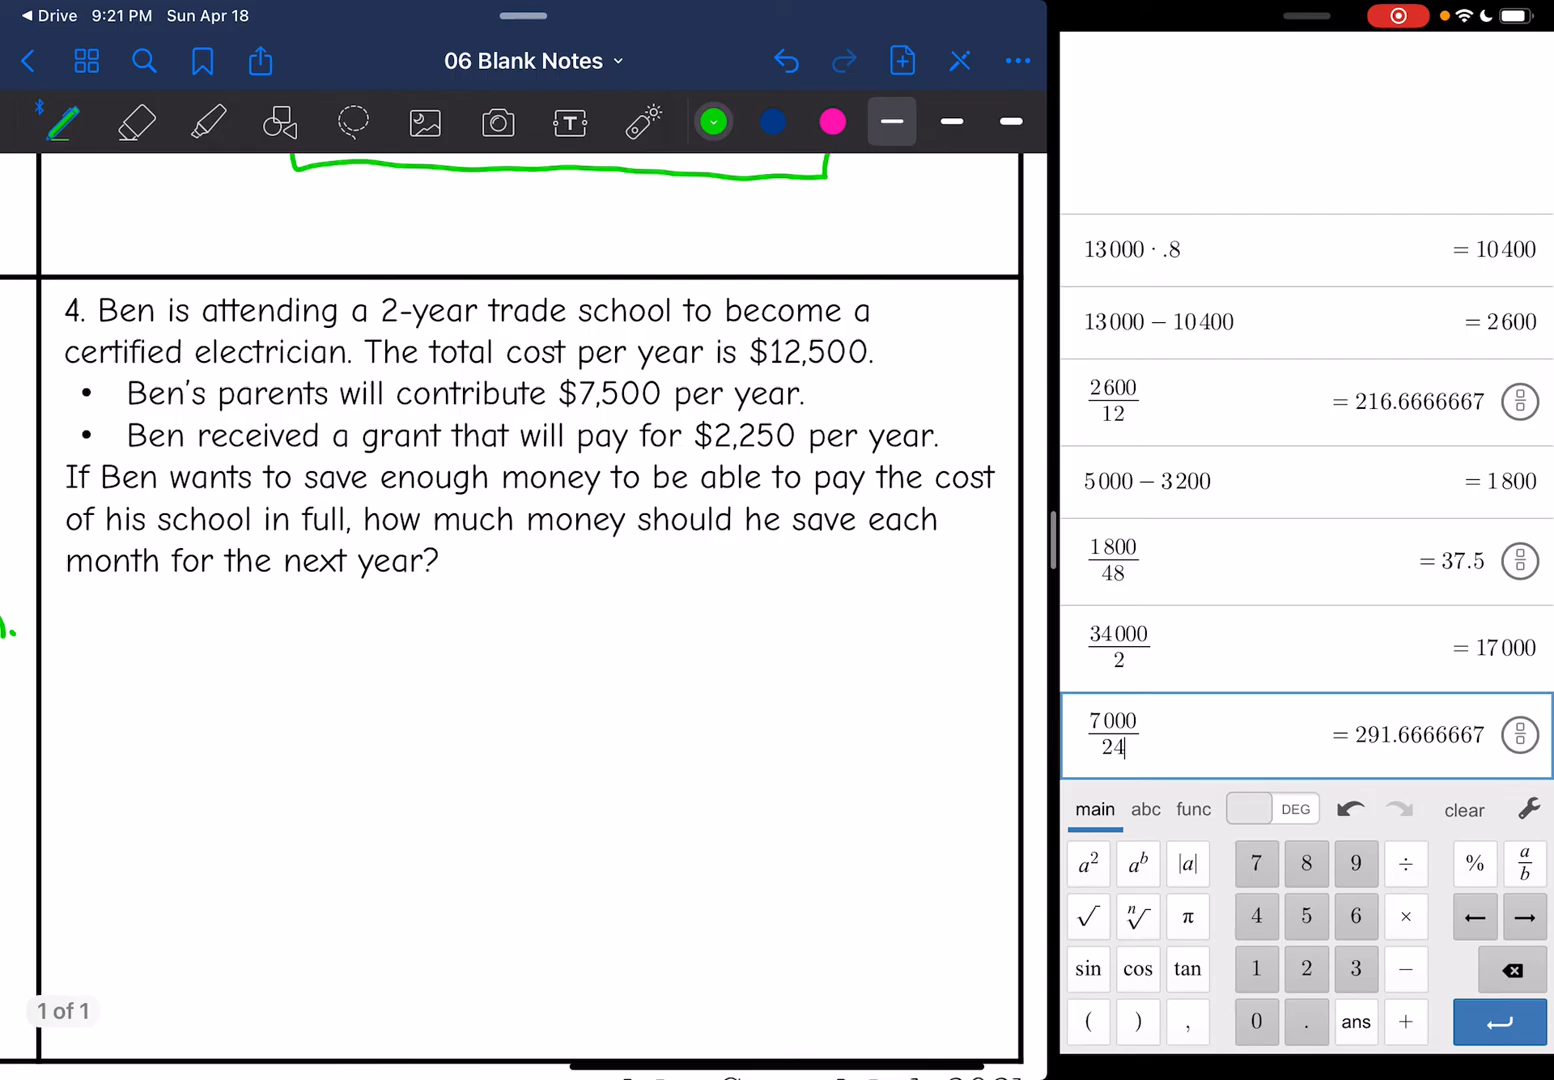 Drive 9:21 PM Sun Apr 18
06 Blank Notes
T
4. Ben is attending a 2-year trade school to become a
certified electrician. The total cost per year is $12,500.
• Ben's parents will contribute $7,500 per year.
• Ben received a grant that will pay for $2,250 per year.
If Ben wants to save enough money to be able to pay the cost
of his school in full, how much money should he save each
month for the next year?
1 of 1
13000 · .8 = 10400
13000 – 10400 = 2600
2600
12
= 216.6666667
5000 – 3200 = 1800
1800
48
= 37.5
34000
2
= 17000
7000
24
= 291.6666667
main abc func DEG clear
a² aᵇ |a| 7 8 9 ÷ % a/b
√ ⁿ√ π 4 5 6 × ← →
sin cos tan 1 2 3 −
( ) , 0 . ans +